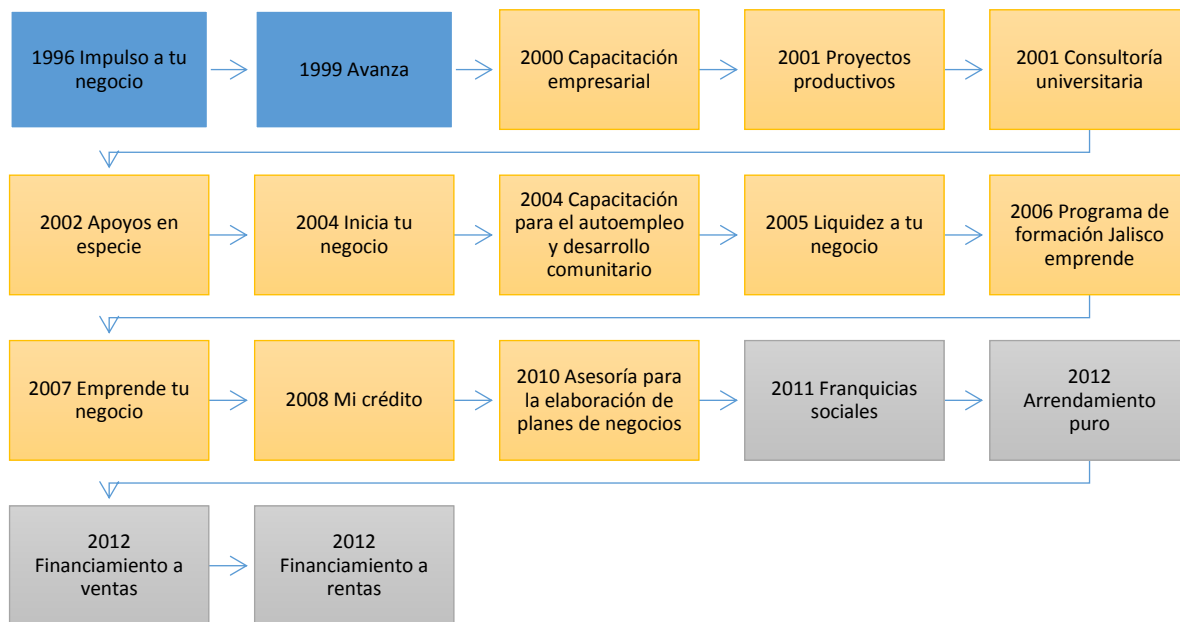 1996 Impulso a tu
negocio
1999 Avanza
2000 Capacitación
empresarial
2001 Proyectos
productivos
2001 Consultoría
universitaria
2002 Apoyos en
especie
2004 Inicia tu
negocio
2004 Capacitación
para el autoempleo
y desarrollo
comunitario
2005 Liquidez a tu
negocio
2006 Programa de
formación Jalisco
emprende
2007 Emprende tu
negocio
2008 Mi crédito
2010 Asesoría para
la elaboración de
planes de negocios
2011 Franquicias
sociales
2012
Arrendamiento
puro
2012
Financiamiento a
ventas
2012
Financiamiento a
rentas